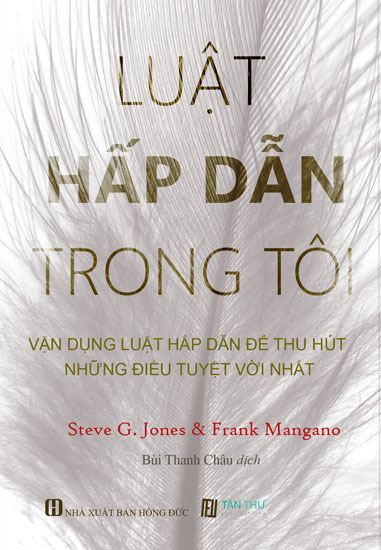 LUẬT
HẤP DẪN
TRONG TÔI
VẬN DỤNG LUẬT HẤP DẪN ĐỂ THU HÚT
NHỮNG ĐIỀU TUYỆT VỜI NHẤT
Steve G. Jones & Frank Mangano
Bùi Thanh Châu dịch
NHÀ XUẤT BẢN HỒNG ĐỨC
TÂN THƯ